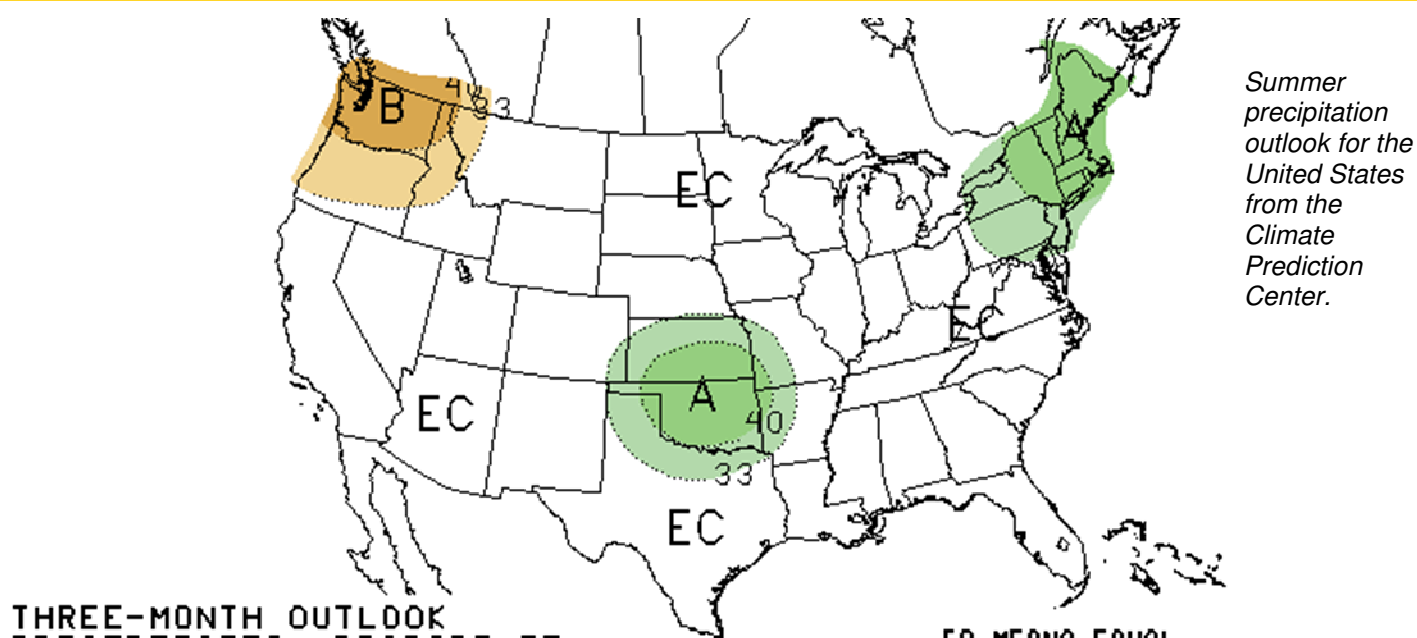 B
40
33
A
EC
EC
A
EC
40
33
EC
Summer
precipitation
outlook for the
United States
from the
Climate
Prediction
Center.
THREE-MONTH OUTLOOK